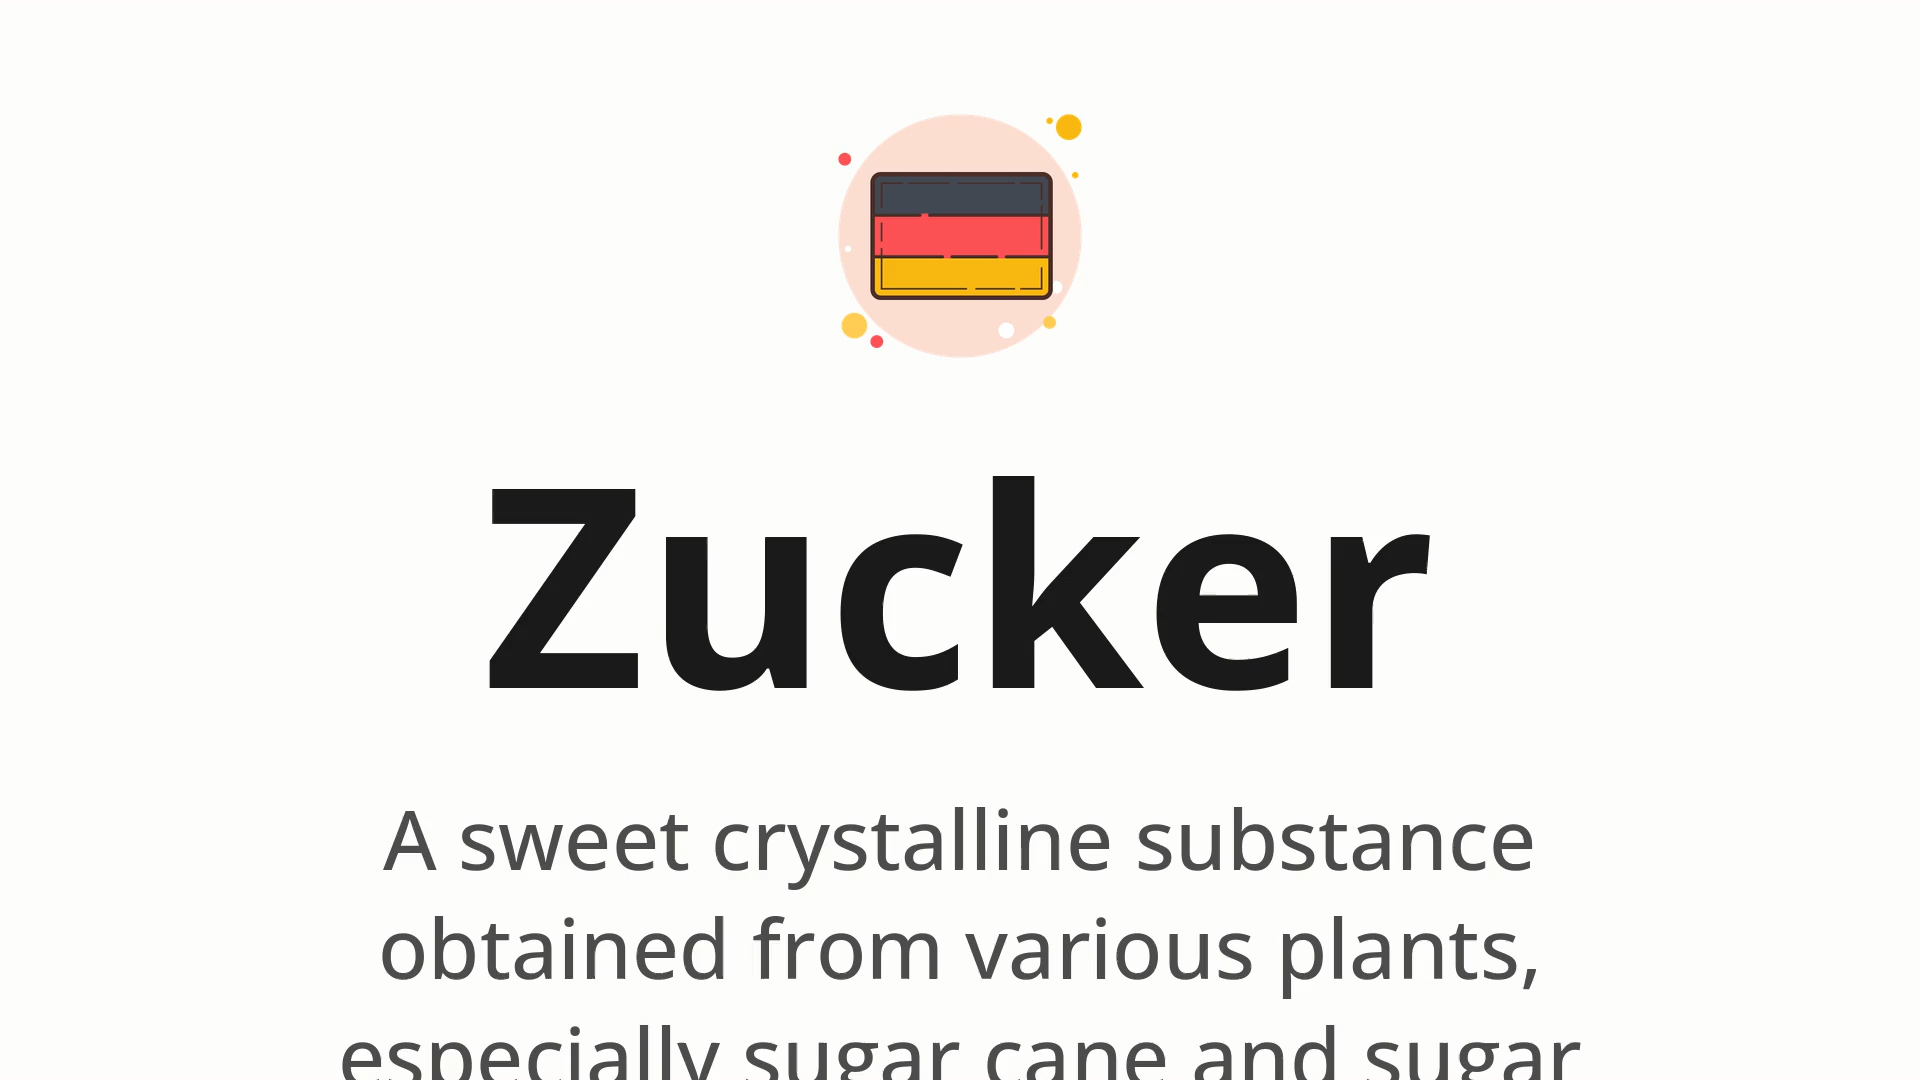 Zucker
A sweet crystalline substance
obtained from various plants,
especially sugar cane and sugar